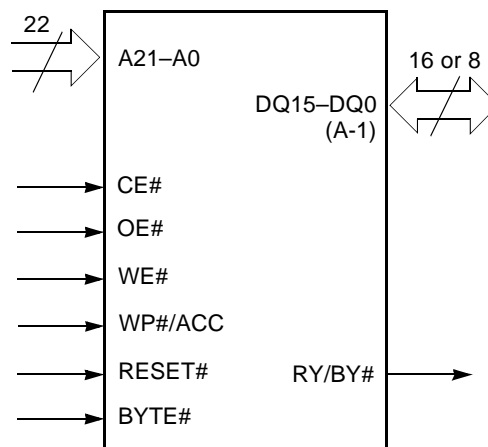 22
A21–A0
16 or 8
DQ15–DQ0
(A-1)
CE#
OE#
WE#
WP#/ACC
RESET#
RY/BY#
BYTE#